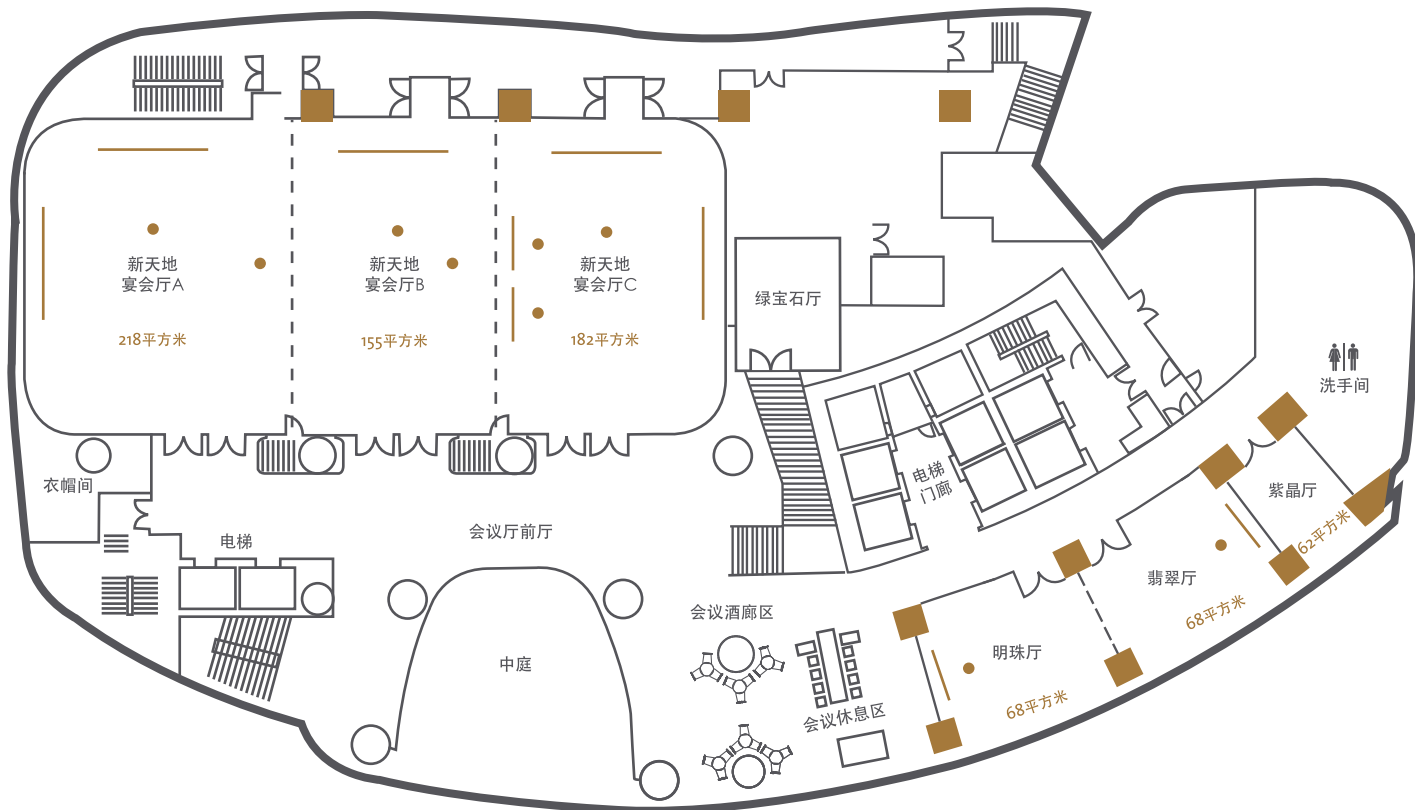 新天地
宴会厅A
218平方米
新天地
宴会厅B
155平方米
新天地
宴会厅C
182平方米
绿宝石厅
洗手间
衣帽间
电梯
会议厅前厅
电梯
门廊
紫晶厅
62平方米
翡翠厅
68平方米
会议酒廊区
明珠厅
68平方米
中庭
会议休息区